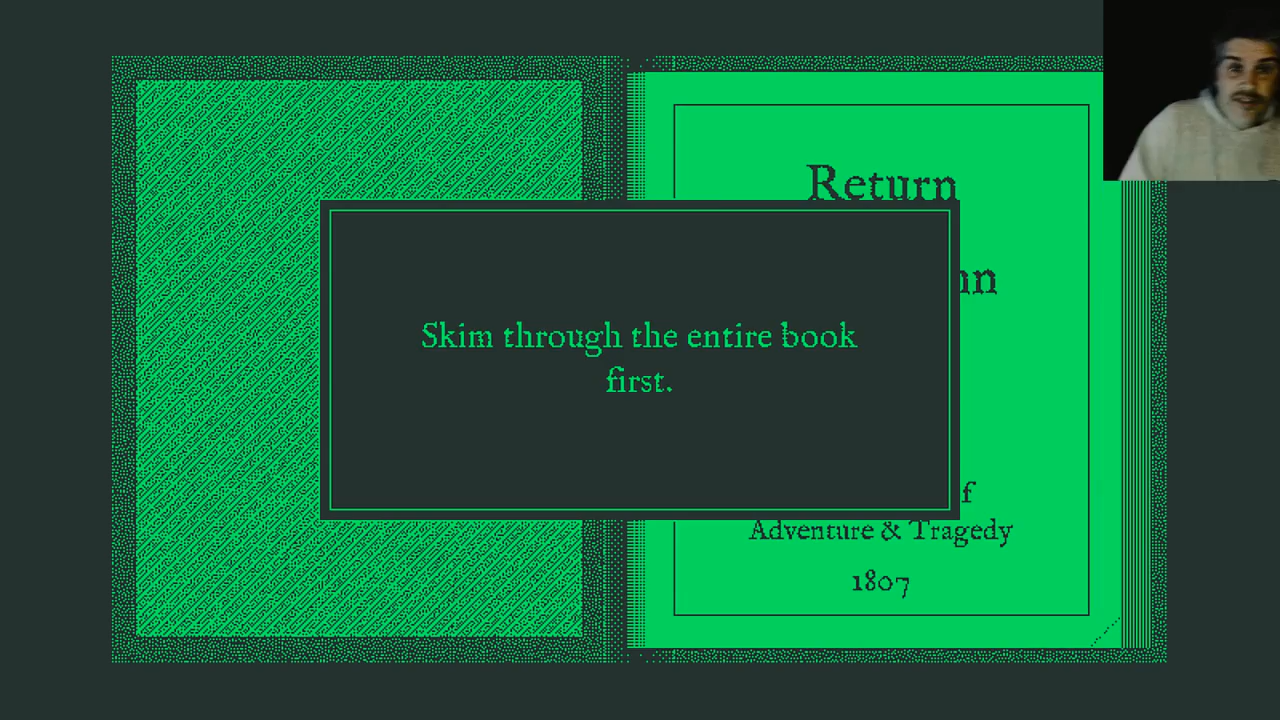 Return
Skim through the entire book
first.
Adventure & Tragedy
1807